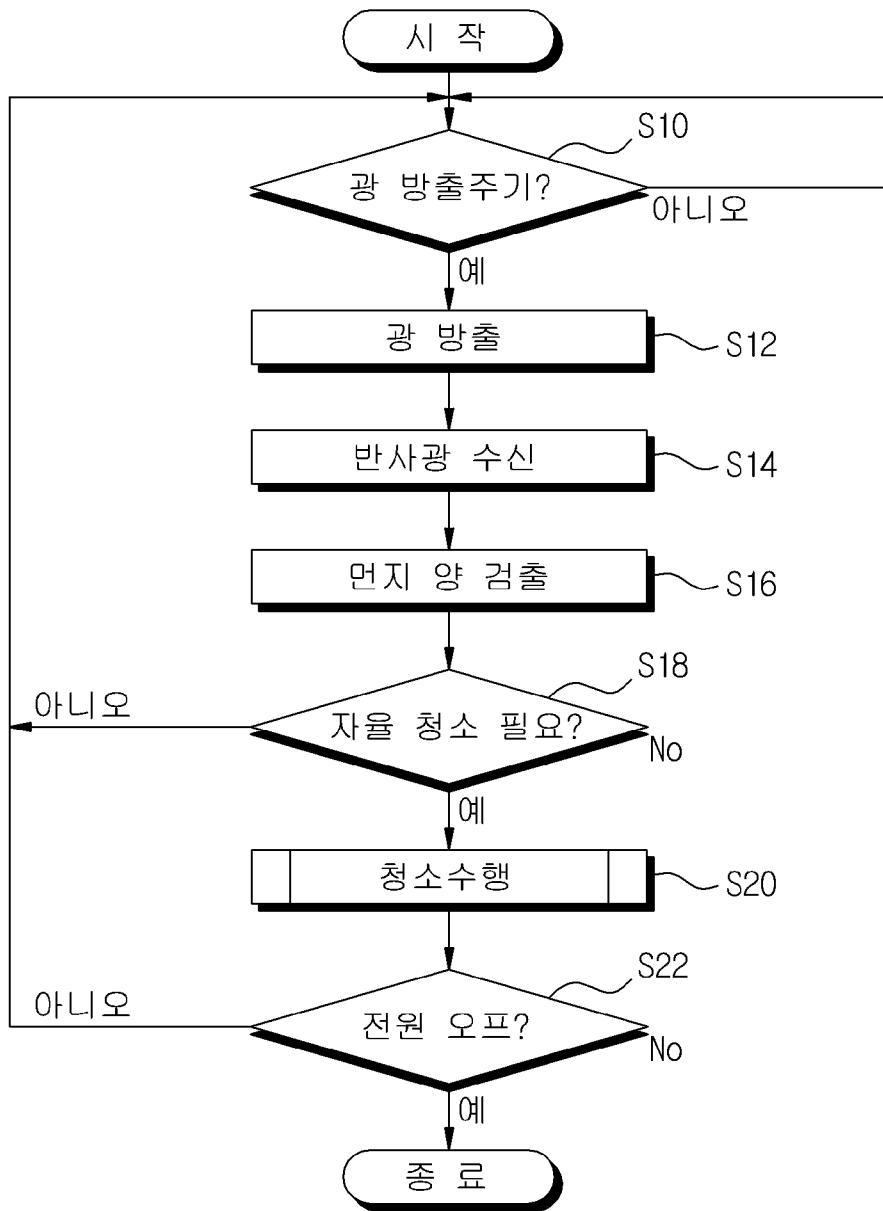 시 작
S10
광 방출주기?
아니오
예
광 방출
S12
반사광 수신
S14
먼지 양 검출
S16
S18
아니오
자율 청소 필요?
No
예
청소수행
S20
S22
아니오
전원 오프?
No
예
종 료